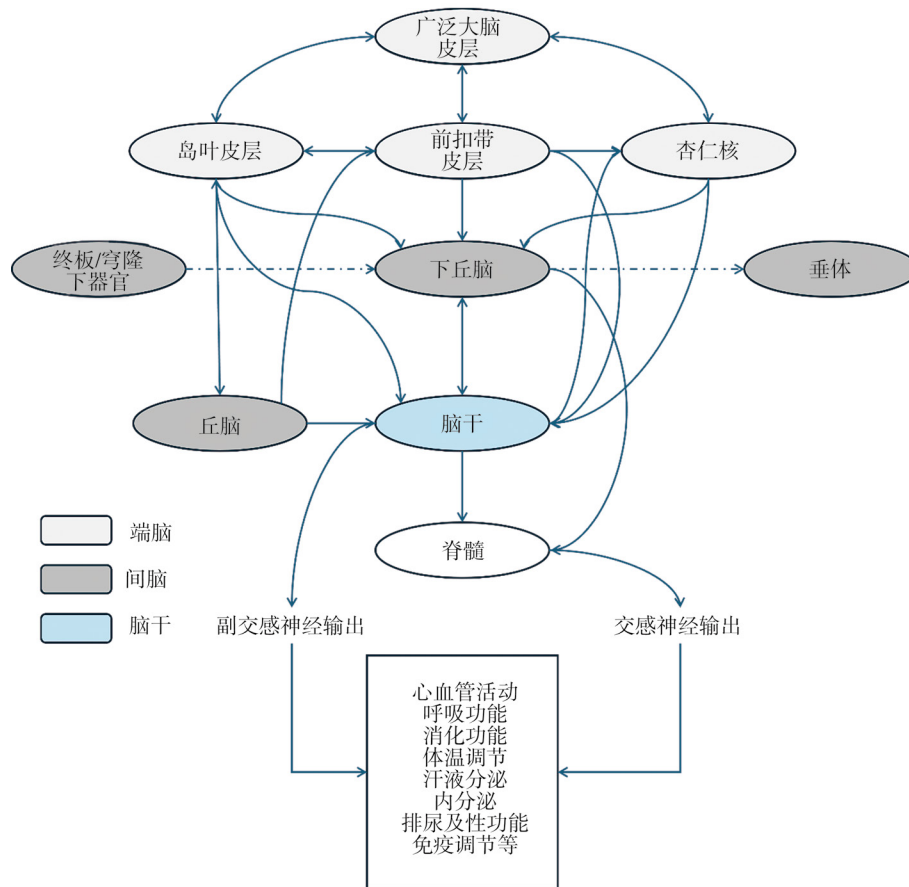 广泛大脑
皮层
岛叶皮层
前扣带
皮层
杏仁核
终板/穹隆
下器官
下丘脑
垂体
丘脑
脑干
脊髓
端脑
间脑
脑干
副交感神经输出
交感神经输出
心血管活动
呼吸功能
消化功能
体温调节
汗液分泌
内分泌
排尿及性功能
免疫调节等